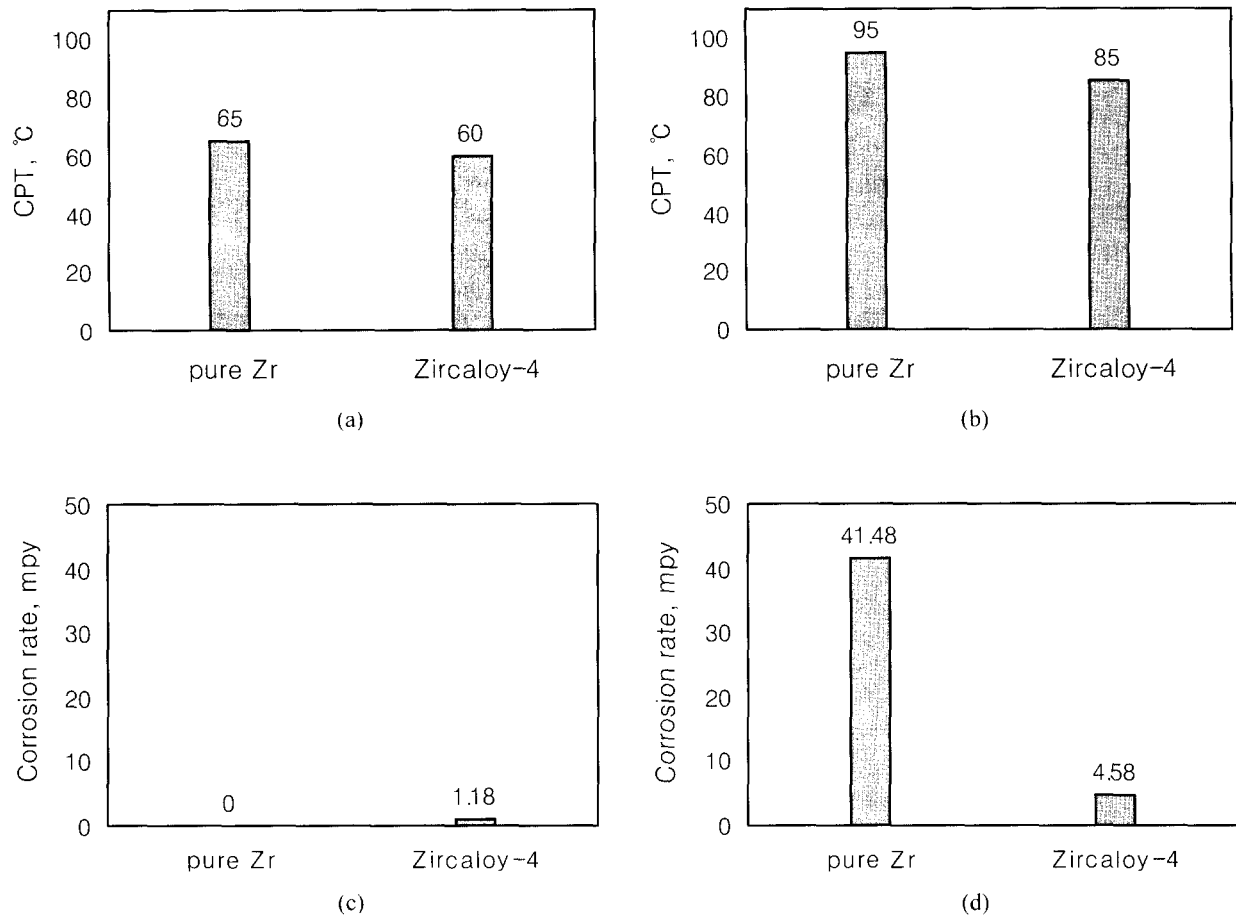 100
80
60
40
20
0
CPT, ℃
65
60
pure Zr
Zircaloy-4
(a)
100
80
60
40
20
0
CPT, ℃
95
85
pure Zr
Zircaloy-4
(b)
50
40
30
20
10
0
Corrosion rate, mpy
0
1.18
pure Zr
Zircaloy-4
(c)
50
40
30
20
10
0
Corrosion rate, mpy
41.48
4.58
pure Zr
Zircaloy-4
(d)